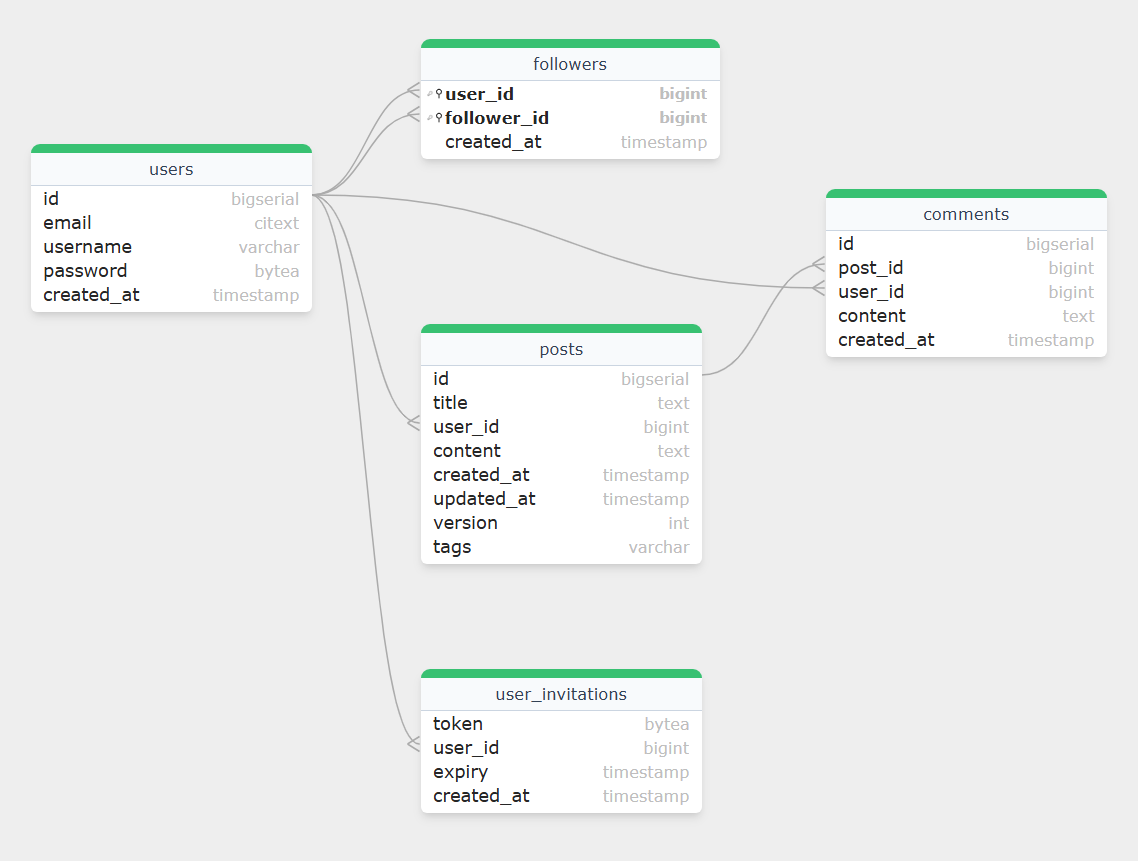 followers
user_id bigint
follower_id bigint
created_at timestamp
users
id bigserial
email citext
username varchar
password bytea
created_at timestamp
comments
id bigserial
post_id bigint
user_id bigint
content text
created_at timestamp
posts
id bigserial
title text
user_id bigint
content text
created_at timestamp
updated_at timestamp
version int
tags varchar
user_invitations
token bytea
user_id bigint
expiry timestamp
created_at timestamp